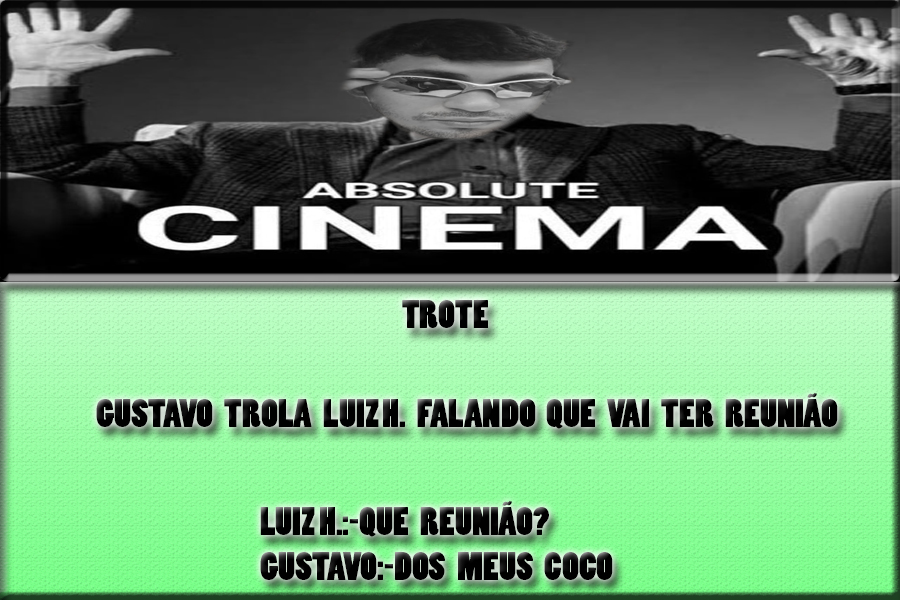 ABSOLUTE
CINEMA
TROTE
GUSTAVO TROLA LUIZ H. FALANDO QUE VAI TER REUNIÃO
LUIZ H.:-QUE REUNIÃO?
GUSTAVO:-DOS MEUS COCO